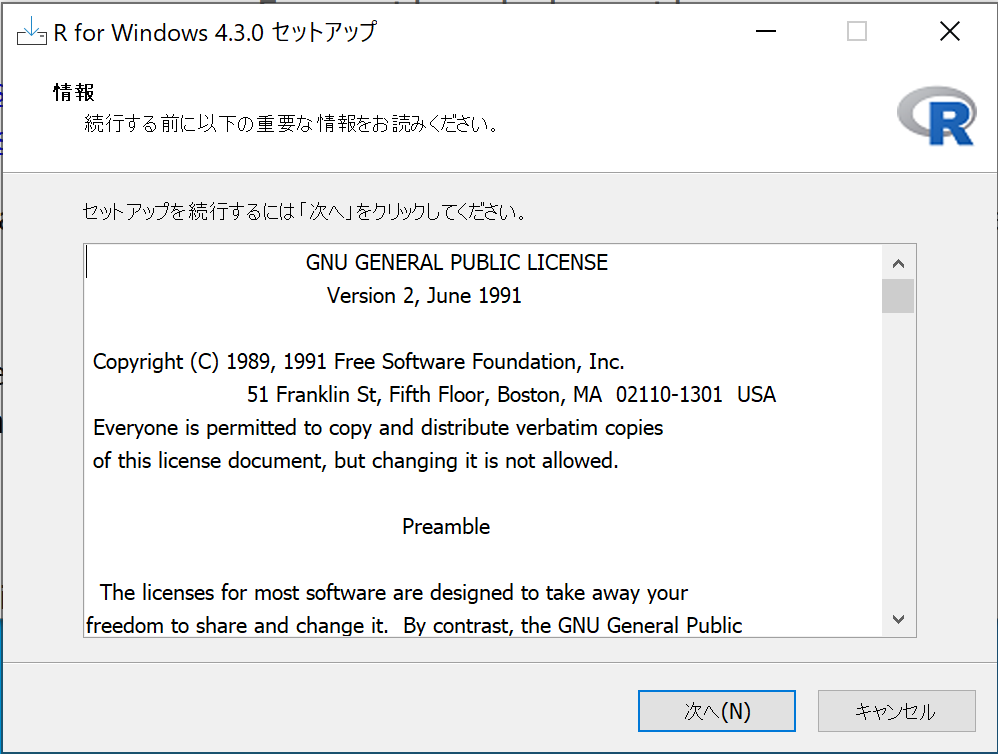 R for Windows 4.3.0 セットアップ
情報
続行する前に以下の重要な情報をお読みください。
R
セットアップを続行するには「次へ」をクリックしてください。
GNU GENERAL PUBLIC LICENSE
Version 2, June 1991
Copyright (C) 1989, 1991 Free Software Foundation, Inc.
51 Franklin St, Fifth Floor, Boston, MA  02110-1301  USA
Everyone is permitted to copy and distribute verbatim copies
of this license document, but changing it is not allowed.
Preamble
The licenses for most software are designed to take away your
freedom to share and change it.  By contrast, the GNU General Public
次へ(N)
キャンセル